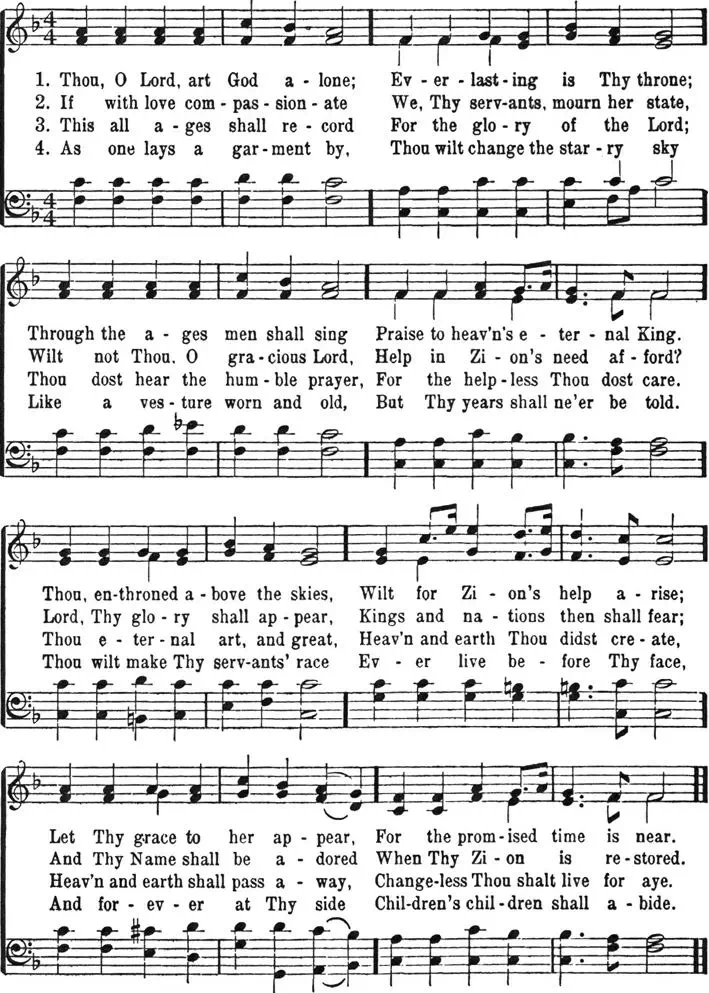 4
4
1. Thou, O Lord, art God a - lone; Ev - er - last - ing is Thy throne;
2. If with love com - pas - sion - ate We, Thy serv - ants, mourn her state,
3. This all a - ges shall re - cord For the glo - ry of the Lord;
4. As one lays a gar - ment by, Thou wilt change the star - ry sky
4
4
Through the a - ges men shall sing Praise to heav'n's e - ter - nal King.
Wilt not Thou, O gra - cious Lord, Help in Zi - on's need af - ford?
Thou dost hear the hum - ble prayer, For the help - less Thou dost care.
Like a ves - ture worn and old, But Thy years shall ne'er be told.
Thou, en - throned a - bove the skies, Wilt for Zi - on's help a - rise;
Lord, Thy glo - ry shall ap - pear, Kings and na - tions then shall fear;
Thou e - ter - nal art, and great, Heav'n and earth Thou didst cre - ate,
Thou wilt make Thy serv - ants' race Ev - er live be - fore Thy face,
Let Thy grace to her ap - pear, For the prom - ised time is near.
And Thy Name shall be a - dored When Thy Zi - on is re - stored.
Heav'n and earth shall pass a - way, Change - less Thou shalt live for aye.
And for - ev - er at Thy side Chil - dren's chil - dren shall a - bide.